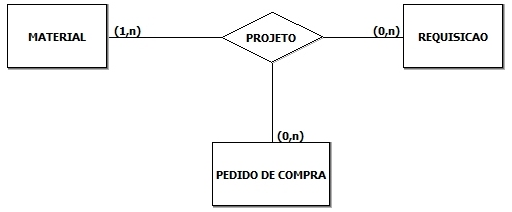 MATERIAL
(1,n)
PROJETO
(0,n)
REQUISICAO
(0,n)
PEDIDO DE COMPRA